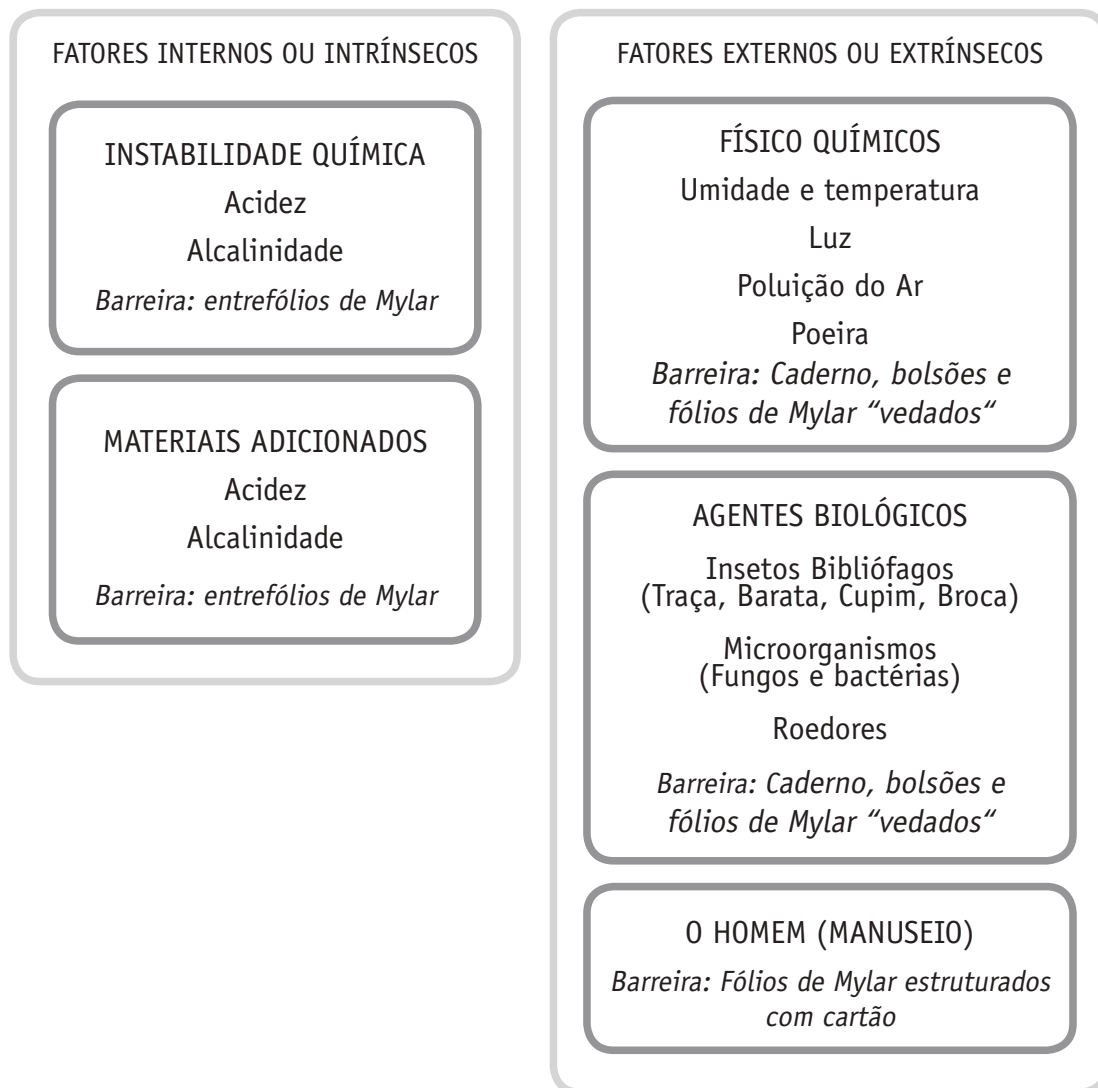 FATORES INTERNOS OU INTRÍNSECOS
INSTABILIDADE QUÍMICA
Acidez
Alcalinidade
Barreira: entrefólios de Mylar
MATERIAIS ADICIONADOS
Acidez
Alcalinidade
Barreira: entrefólios de Mylar
FATORES EXTERNOS OU EXTRÍNSECOS
FÍSICO QUÍMICOS
Umidade e temperatura
Luz
Poluição do Ar
Poeira
Barreira: Caderno, bolsões e
fólios de Mylar “vedados“
AGENTES BIOLÓGICOS
Insetos Bibliófagos
(Traça, Barata, Cupim, Broca)
Microorganismos
(Fungos e bactérias)
Roedores
Barreira: Caderno, bolsões e
fólios de Mylar “vedados“
O HOMEM (MANUSEIO)
Barreira: Fólios de Mylar estruturados
com cartão